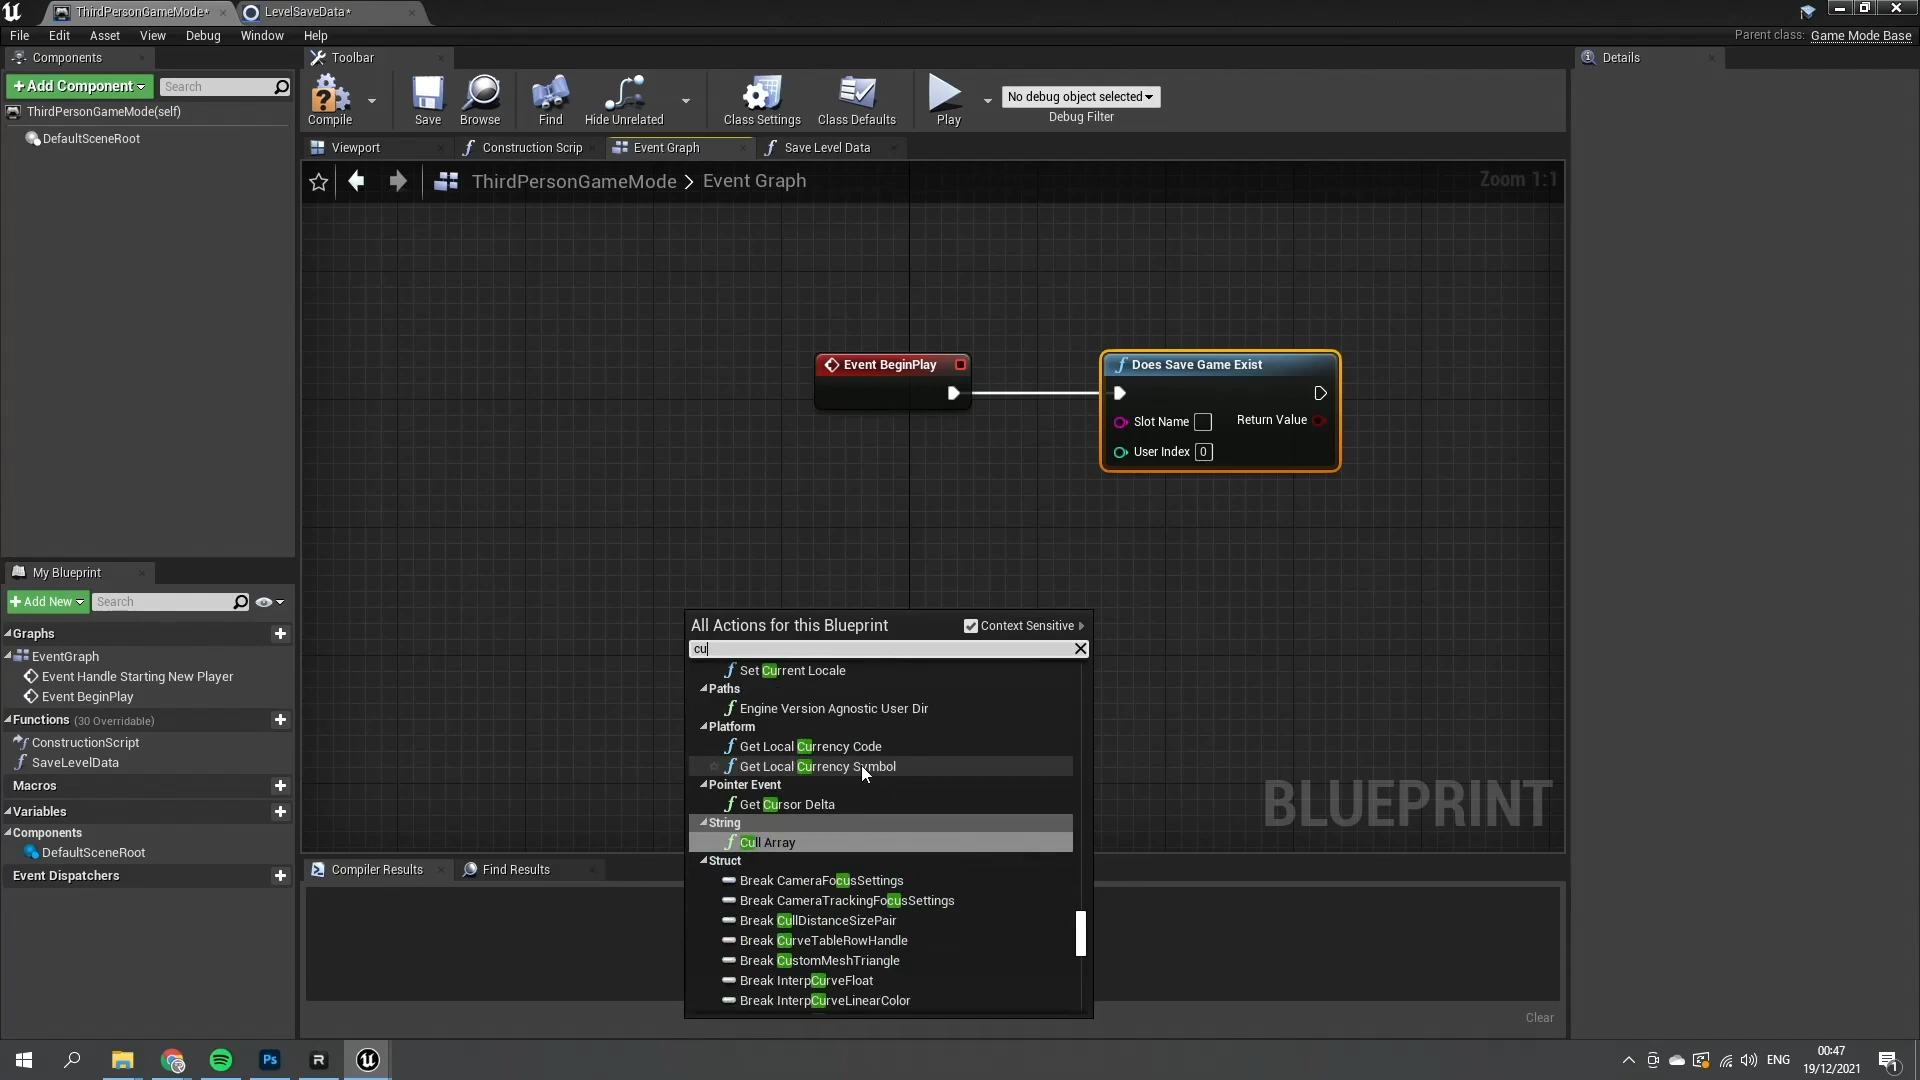 ThirdPersonGameMode*
LevelSaveData*
File Edit Asset View Debug Window Help
Parent class: Game Mode Base
Components
Toolbar
Details
+Add Component
Search
ThirdPersonGameMode(self)
DefaultSceneRoot
Compile
Save
Browse
Find
Hide Unrelated
Class Settings
Class Defaults
Play
No debug object selected
Debug Filter
Viewport
Construction Scrip
Event Graph
Save Level Data
ThirdPersonGameMode > Event Graph
Zoom 1:1
Event BeginPlay
Does Save Game Exist
Slot Name
Return Value
User Index 0
My Blueprint
+Add New
Search
Graphs
EventGraph
Event Handle Starting New Player
Event BeginPlay
Functions (30 Overridable)
ConstructionScript
SaveLevelData
Macros
Variables
Components
DefaultSceneRoot
Event Dispatchers
All Actions for this Blueprint
Context Sensitive
cu
Set Current Locale
Paths
Engine Version Agnostic User Dir
Platform
Get Local Currency Code
Get Local Currency Symbol
Pointer Event
Get Cursor Delta
String
Cull Array
Struct
Break CameraFocusSettings
Break CameraTrackingFocusSettings
Break CullDistanceSizePair
Break CurveTableRowHandle
Break CustomMeshTriangle
Break InterpCurveFloat
Break InterpCurveLinearColor
BLUEPRINT
Compiler Results
Find Results
Clear
Ps
R
ENG
00:47
19/12/2021
1